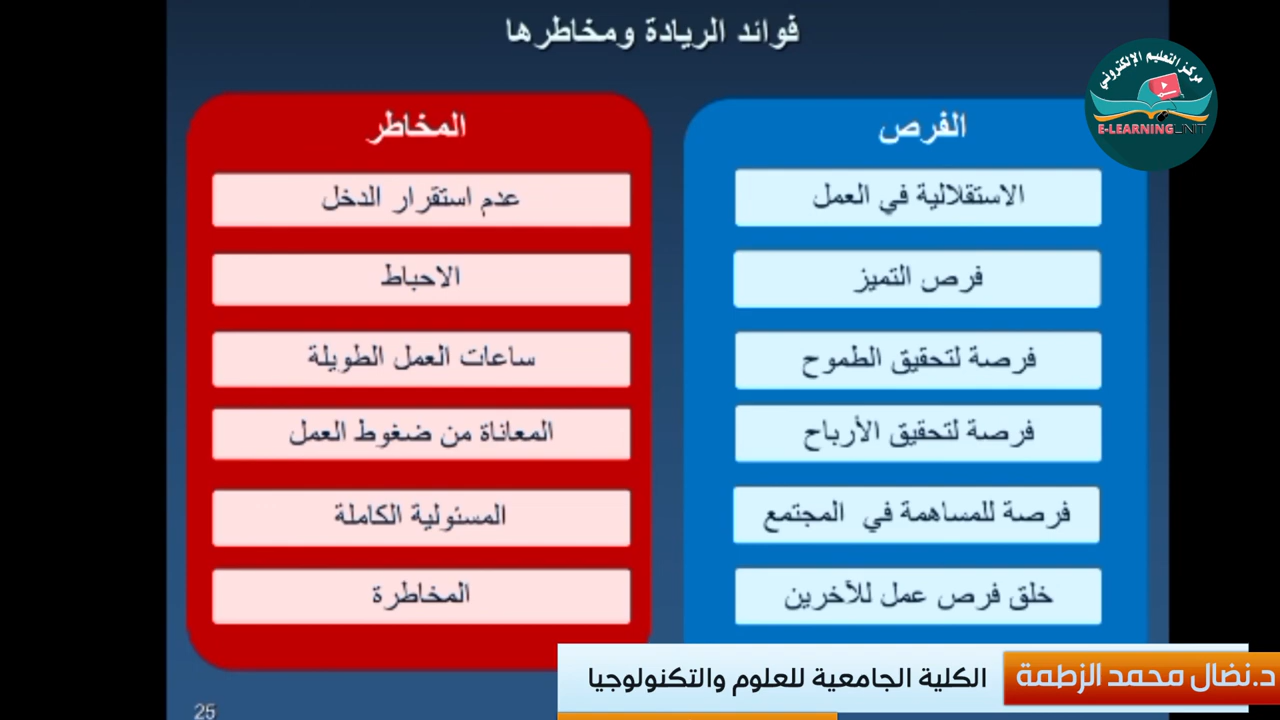 فوائد الريادة ومخاطرها
مركز التعليم الإلكتروني
E-LEARNING UNIT
الفرص
الاستقلالية في العمل
فرص التميز
فرصة لتحقيق الطموح
فرصة لتحقيق الأرباح
فرصة للمساهمة في المجتمع
خلق فرص عمل للآخرين
المخاطر
عدم استقرار الدخل
الاحباط
ساعات العمل الطويلة
المعاناة من ضغوط العمل
المسئولية الكاملة
المخاطرة
د.نضال محمد الزطمة
الكلية الجامعية للعلوم والتكنولوجيا
25